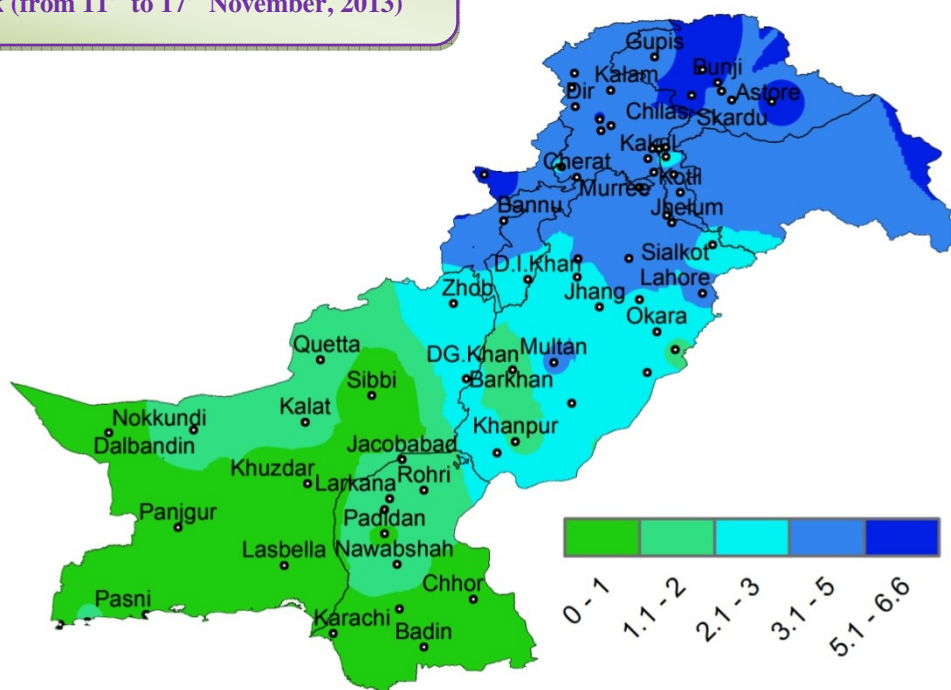 (from 11 to 17 November, 2013)
Gupis
Bunji
Kalam
Dir
Astore
Chilas
Skardu
Kakul
Cherat
Kotli
Murree
Bannu
Jhelum
Sialkot
D.I.Khan
Lahore
Zhob
Jhang
Okara
Quetta
Multan
DG.Khan
Sibbi
Barkhan
Kalat
Nokkundi
Khanpur
Dalbandin
Jacobabad
Khuzdar
Rohri
Larkana
Panjgur
Padidan
Lasbella
Nawabshah
Chhor
Pasni
Karachi
Badin
0 - 1
1.1 - 2
2.1 - 3
3.1 - 5
5.1 - 6.6